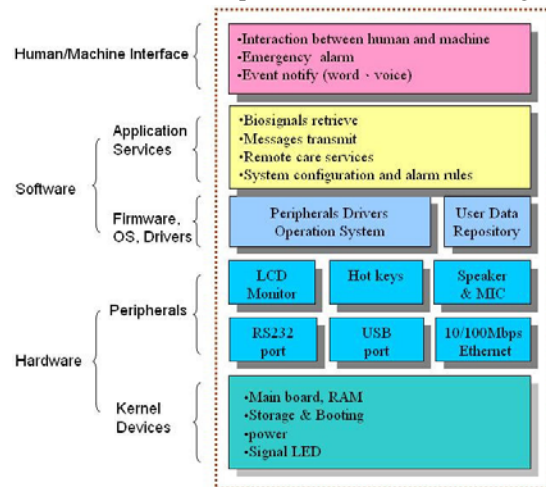 Human/Machine Interface
•Interaction between human and machine
•Emergency alarm
•Event notify (word、voice)
Software
Application
Services
•Biosignals retrieve
•Messages transmit
•Remote care services
•System configuration and alarm rules
Firmware,
OS, Drivers
Peripherals Drivers
Operation System
User Data
Repository
Hardware
Peripherals
LCD
Monitor
Hot keys
Speaker
& MIC
RS232
port
USB
port
10/100Mbps
Ethernet
Kernel
Devices
•Main board, RAM
•Storage & Booting
•power
•Signal LED